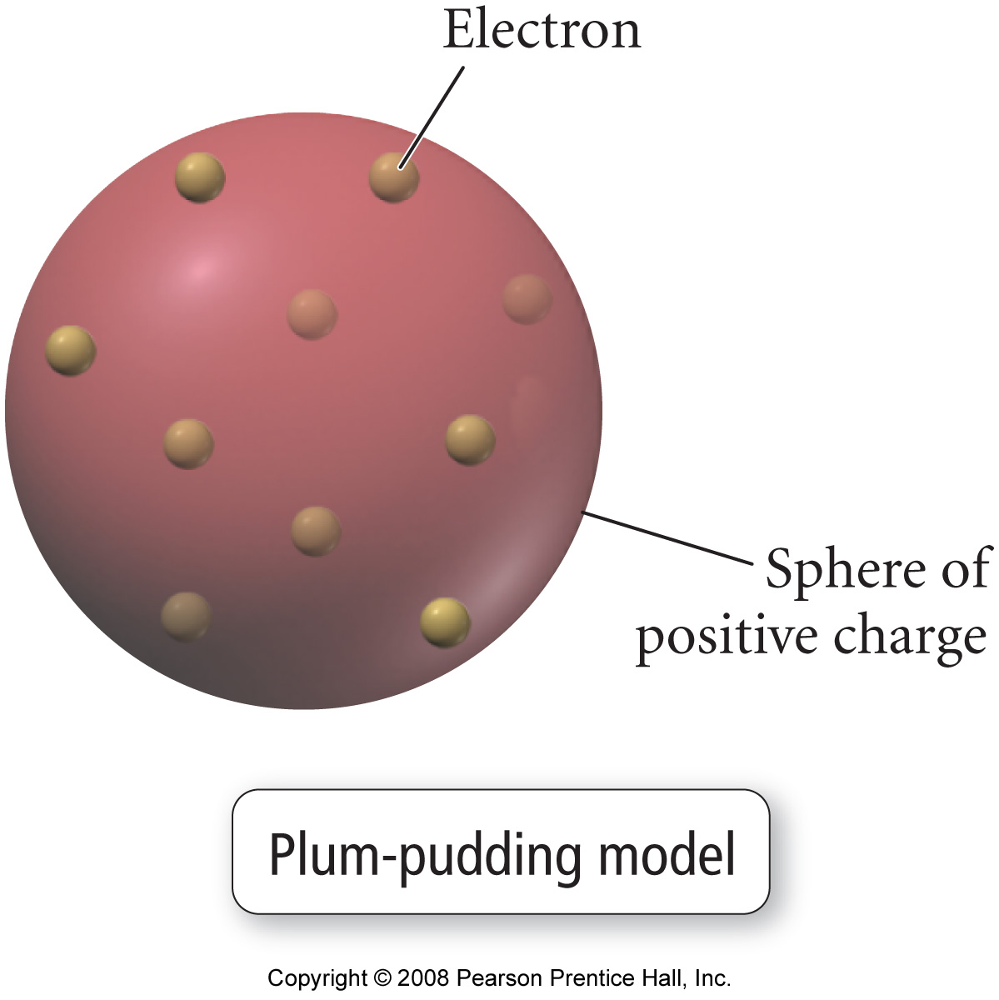 Electron
Sphere of
positive charge
Plum-pudding model
Copyright © 2008 Pearson Prentice Hall, Inc.